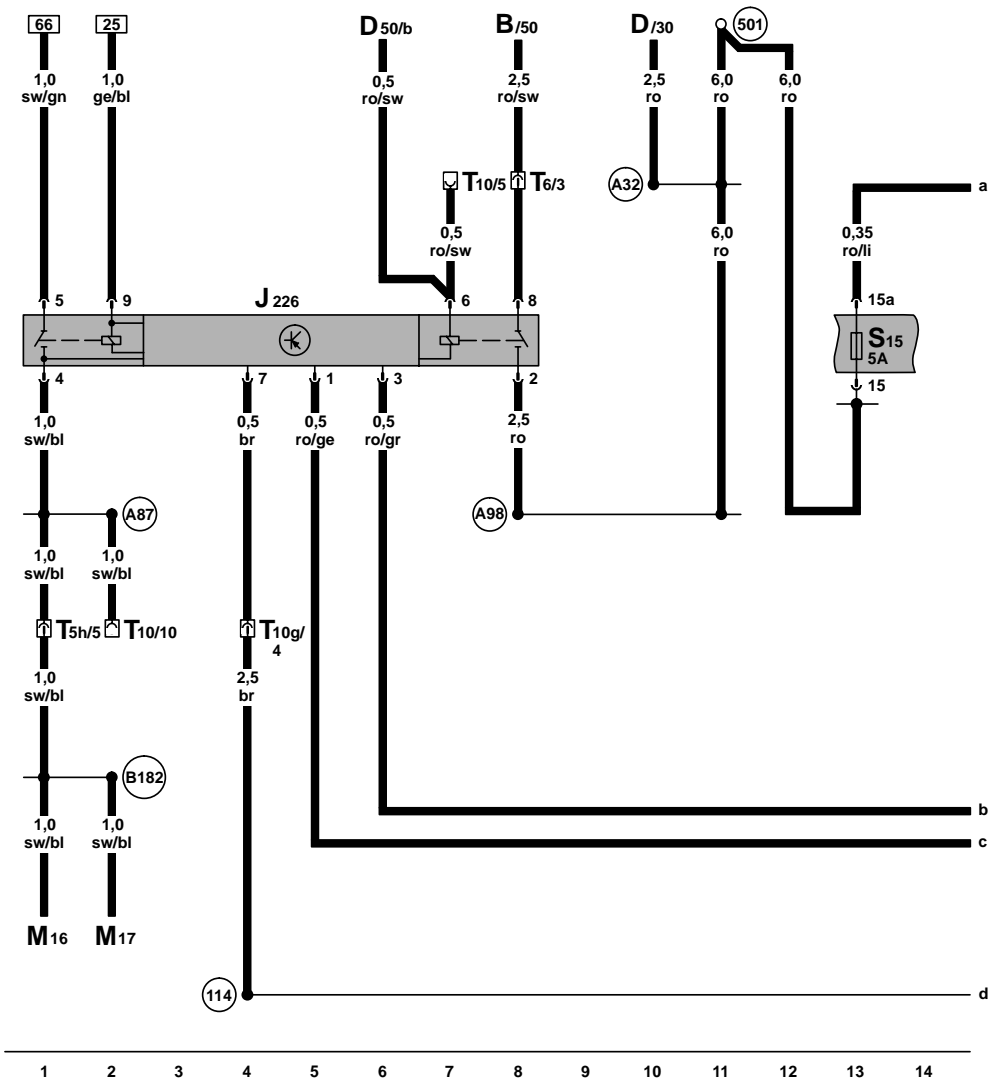 66 25 D 50/b B /50 D /30 501
1,0 1,0 0,5 2,5 2,5 6,0 6,0
sw/gn ge/bl ro/sw ro/sw ro ro ro
T10/5 T6/3 A32 a
0,5 6,0 0,35
ro/sw ro ro/li
5 9 J 226 6 8 15a
S15
5A
4 7 1 3 2 15
1,0 0,5 0,5 0,5 2,5
sw/bl br ro/ge ro/gr ro
A87 A98
1,0 1,0
sw/bl sw/bl
T5h/5 T10/10 T10g/
4
1,0 2,5
sw/bl br
B182
b
1,0 1,0
sw/bl sw/bl
c
M16 M17
114 d
1 2 3 4 5 6 7 8 9 10 11 12 13 14